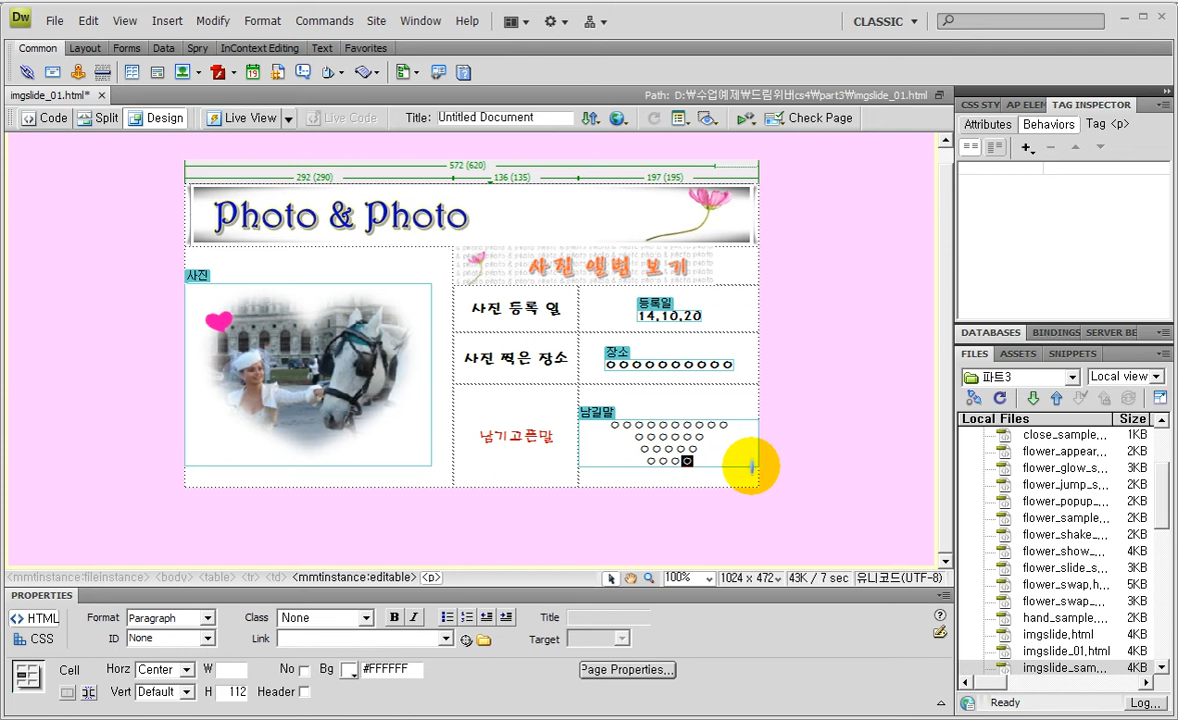 Dw File Edit View Insert Modify Format Commands Site Window Help CLASSIC
Common Layout Forms Data Spry InContext Editing Text Favorites
imgslide_01.html* Path: D:₩수업예제₩드림위버cs4₩part3₩imgslide_01.html
Code Split Design Live View Live Code Title: Untitled Document Check Page
CSS STY AP ELEM TAG INSPECTOR
Attributes Behaviors Tag <p>
572 (620)
292 (290) 136 (135) 197 (195)
Photo & Photo
사진 앨범 보기
사진
사진 등록 일
등록일
14.10.20
사진 찍은 장소
장소
ㅇㅇㅇㅇㅇㅇㅇㅇㅇㅇ
남기고픈말
남길말
ㅇㅇㅇㅇㅇㅇㅇㅇㅇㅇ
ㅇㅇㅇㅇㅇㅇ
ㅇㅇㅇㅇㅇ
ㅇㅇㅇㅇ
DATABASES BINDINGS SERVER BE
FILES ASSETS SNIPPETS
파트3 Local view
Local Files Size
close_sample... 1KB
flower_appear... 2KB
flower_glow_s... 3KB
flower_jump_s... 2KB
flower_popup_... 2KB
flower_sample... 2KB
flower_shake_... 2KB
flower_show_... 4KB
flower_slide_s... 3KB
flower_swap.h... 5KB
flower_swap_... 3KB
hand_sample,... 2KB
imgslide.html 4KB
imgslide_01.html 4KB
imgslide_sam... 4KB
Ready Log...
<mmtinstance:fileinstance> <body> <table> <tr> <td> <mmtinstance:editable> <p> 100% 1024 x 472 43K / 7 sec 유니코드(UTF-8)
PROPERTIES
HTML Format Paragraph Class None B I Title
CSS ID None Link Target
Cell Horz Center W No Bg #FFFFFF Page Properties...
Vert Default H 112 Header